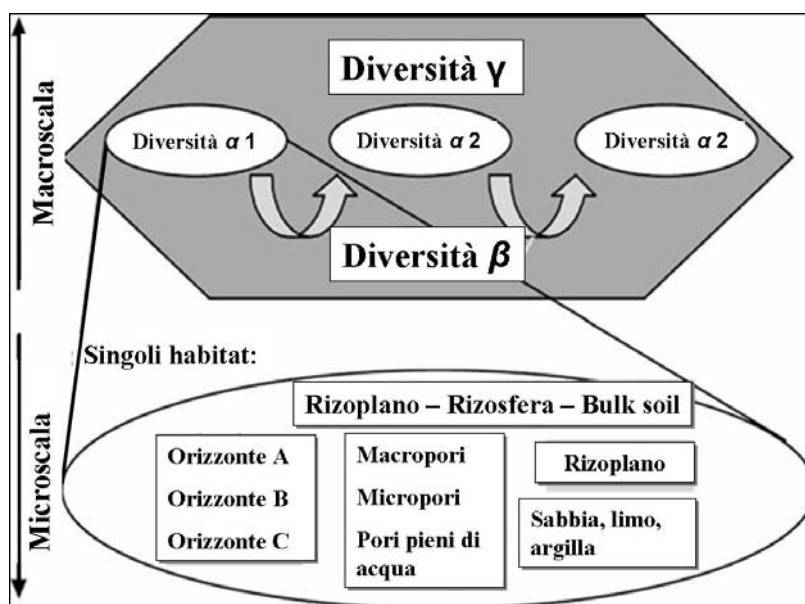 Macroscala
Diversità γ
Diversità α 1
Diversità α 2
Diversità α 2
Diversità β
Microscala
Singoli habitat:
Rizoplano – Rizosfera – Bulk soil
Orizzonte A
Orizzonte B
Orizzonte C
Macropori
Micropori
Pori pieni di
acqua
Rizoplano
Sabbia, limo,
argilla